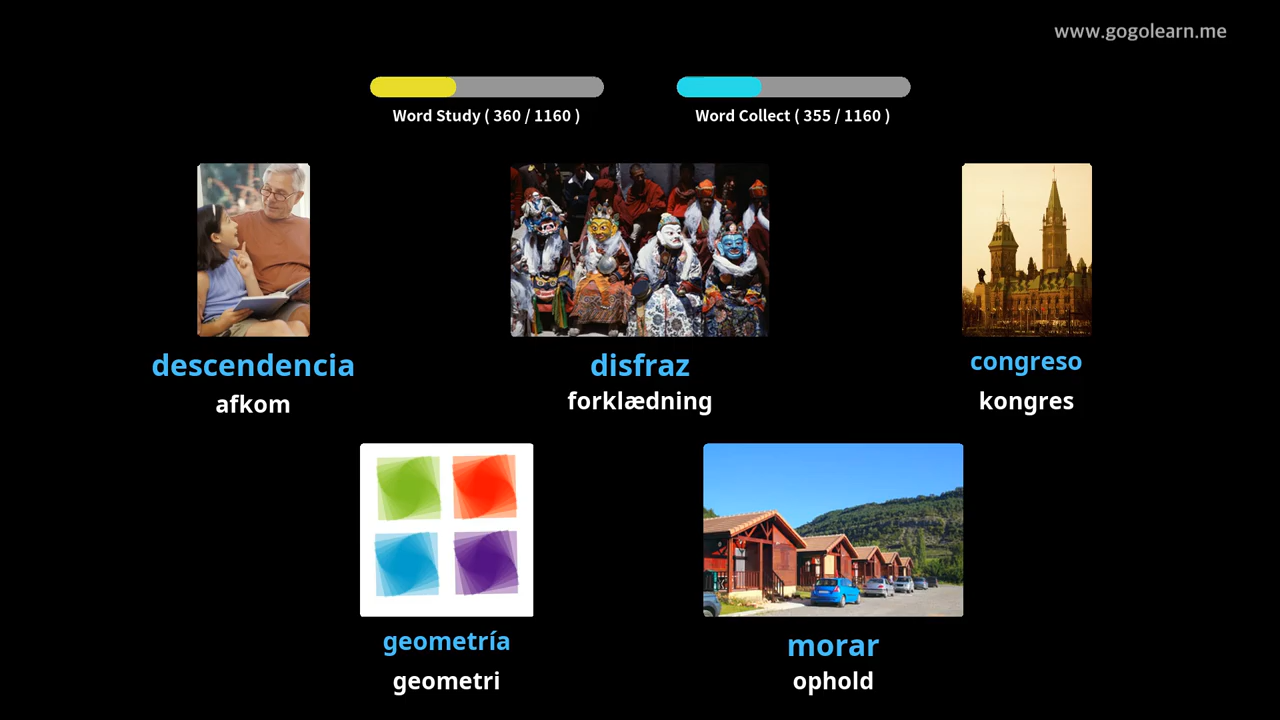 www.gogolearn.me
Word Study ( 360 / 1160 )
Word Collect ( 355 / 1160 )
descendencia
afkom
disfraz
forklædning
congreso
kongres
geometría
geometri
morar
ophold